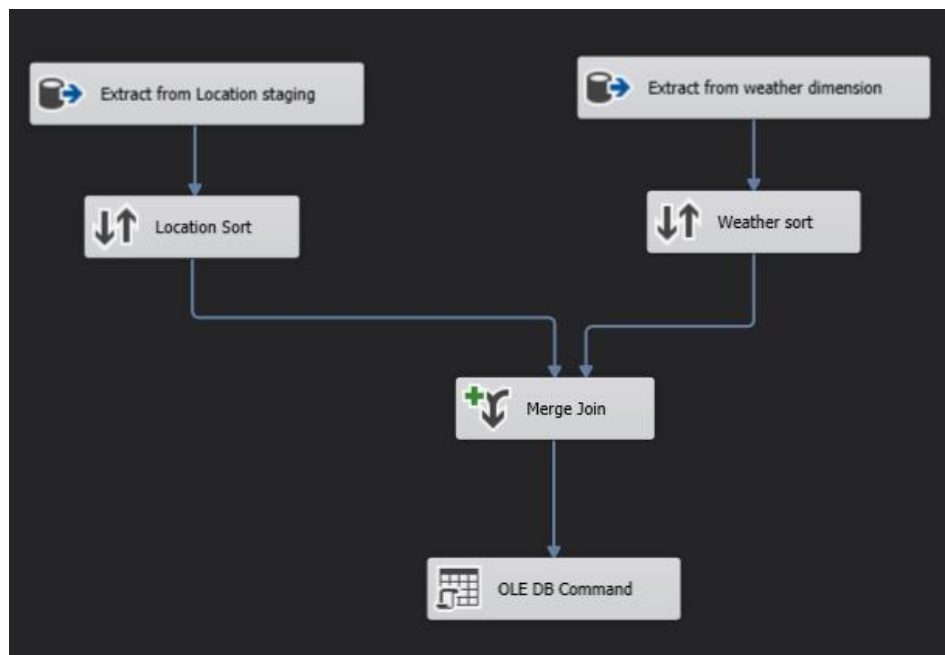 Extract from Location staging
Extract from weather dimension
Location Sort
Weather sort
Merge Join
OLE DB Command